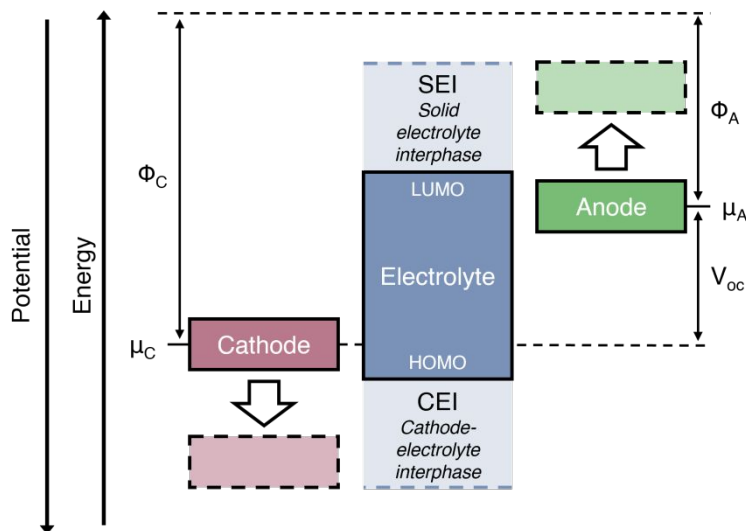 Potential
Energy
Φ_C
μ_C
Cathode
SEI
Solid
electrolyte
interphase
LUMO
Electrolyte
HOMO
CEI
Cathode-
electrolyte
interphase
Φ_A
Anode
μ_A
V_oc